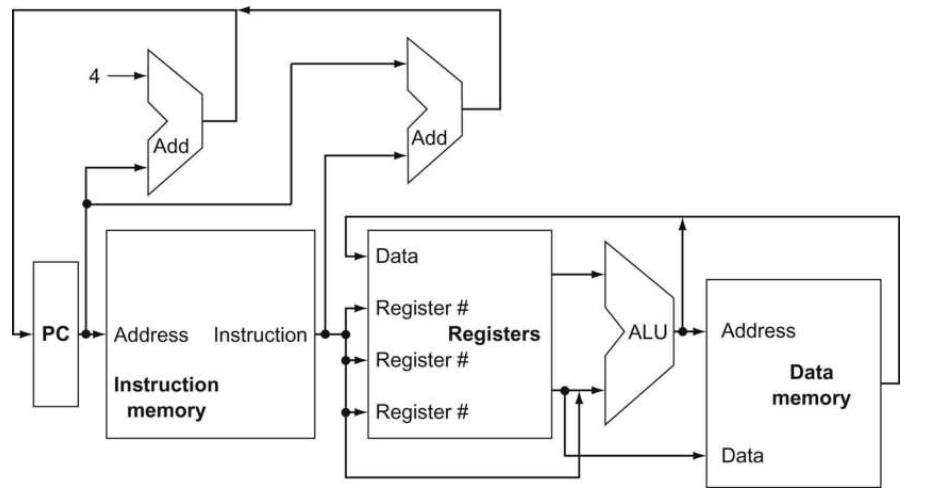 4
Add
Add
Data
Register #
PC
Address
Instruction
Registers
ALU
Address
Register #
Instruction
memory
Data
memory
Register #
Data